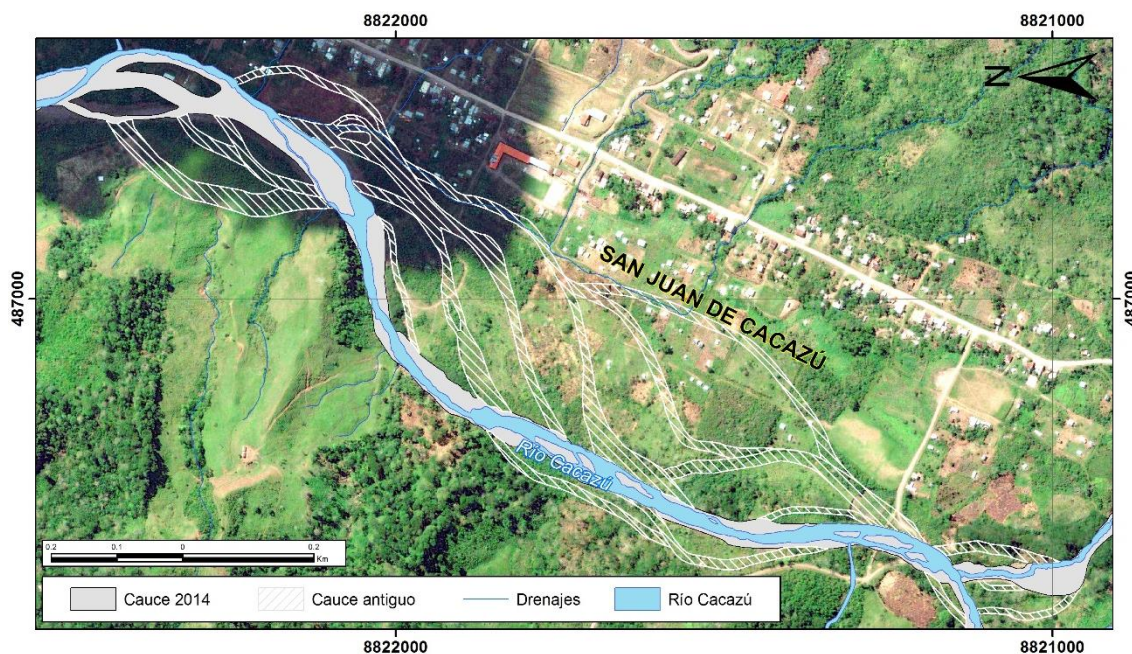 8822000
8821000
N
487000
487000
SAN JUAN DE CACAZÚ
Río Cacazú
0.2 0.1 0 0.2
Km
Cauce 2014
Cauce antiguo
Drenajes
Río Cacazú
8822000
8821000